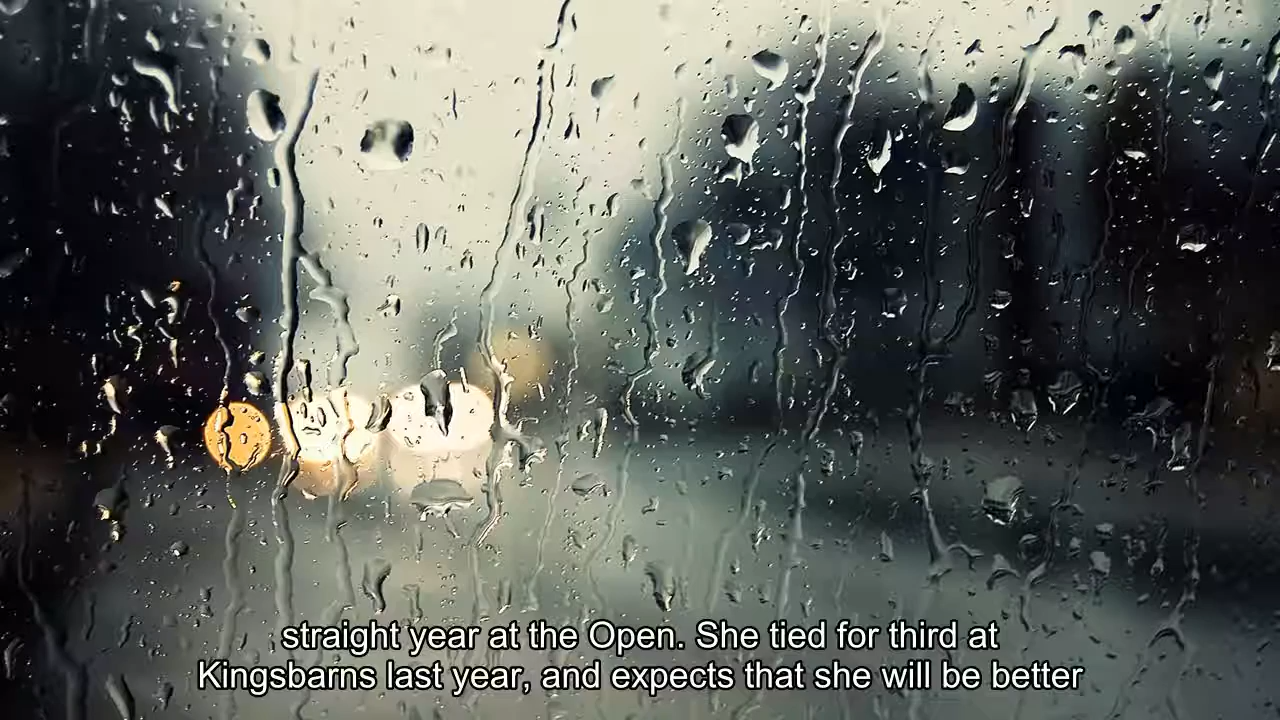 straight year at the Open. She tied for third at
Kingsbarns last year, and expects that she will be better